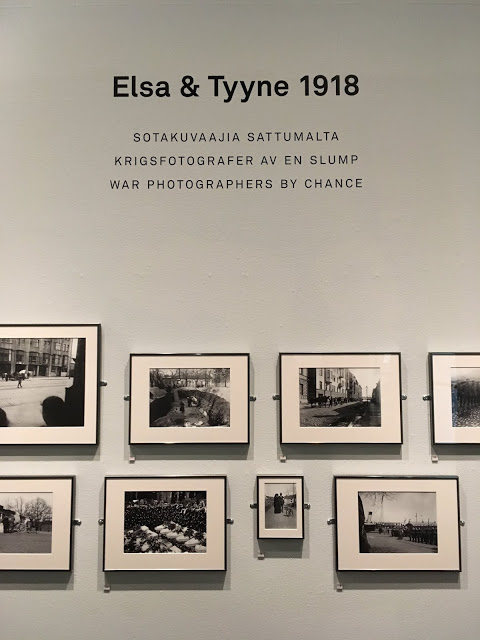 Elsa & Tyyne 1918
SOTAKUVAAJIA SATTUMALTA
KRIGSFOTOGRAFER AV EN SLUMP
WAR PHOTOGRAPHERS BY CHANCE